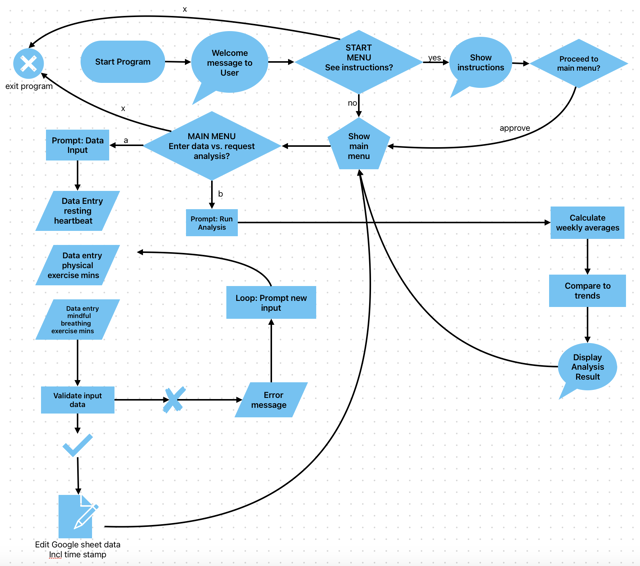 x
Start Program
Welcome
message to
User
START
MENU
See instructions?
yes
Show
instructions
Proceed to
main menu?
exit program
no
x
approve
MAIN MENU
Enter data vs. request
analysis?
Show
main
menu
a
Prompt: Data
Input
b
Data Entry
resting
heartbeat
Prompt: Run
Analysis
Calculate
weekly averages
Data entry
physical
exercise mins
Compare to
trends
Loop: Prompt new
input
Data entry
mindful
breathing
exercise mins
Display
Analysis
Result
Validate input
data
Error
message
Edit Google sheet data
Incl time stamp